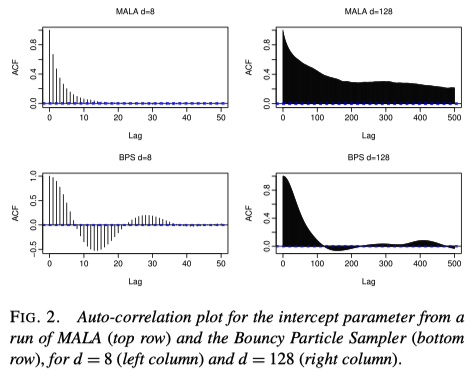 MALA d=8
ACF
0.0 0.4 0.8
0 10 20 30 40 50
Lag
MALA d=128
ACF
0.0 0.4 0.8
0 100 200 300 400 500
Lag
BPS d=8
ACF
-0.5 0.0 0.5 1.0
0 10 20 30 40 50
Lag
BPS d=128
ACF
0.0 0.4 0.8
0 100 200 300 400 500
Lag
FIG. 2. Auto-correlation plot for the intercept parameter from a
run of MALA (top row) and the Bouncy Particle Sampler (bottom
row), for d = 8 (left column) and d = 128 (right column).